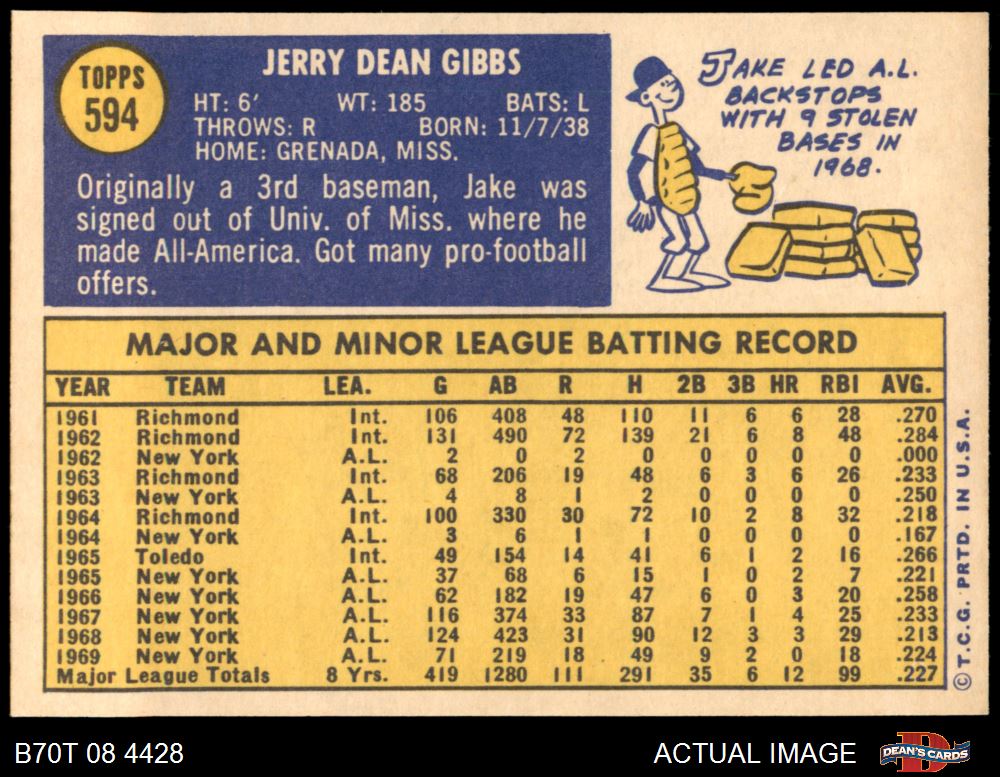 TOPPS
594
JERRY DEAN GIBBS
HT: 6' WT: 185 BATS: L
THROWS: R BORN: 11/7/38
HOME: GRENADA, MISS.
Originally a 3rd baseman, Jake was
signed out of Univ. of Miss. where he
made All-America. Got many pro-football
offers.
JAKE LED A.L.
BACKSTOPS
WITH 9 STOLEN
BASES IN
1968.
MAJOR AND MINOR LEAGUE BATTING RECORD
YEAR TEAM LEA. G AB R H 2B 3B HR RBI AVG.
1961 Richmond Int. 106 408 48 110 11 6 6 28 .270
1962 Richmond Int. 131 490 72 139 21 6 8 48 .284
1962 New York A.L. 2 0 2 0 0 0 0 0 .000
1963 Richmond Int. 68 206 19 48 6 3 6 26 .233
1963 New York A.L. 4 8 1 2 0 0 0 0 .250
1964 Richmond Int. 100 330 30 72 10 2 8 32 .218
1964 New York A.L. 3 6 1 1 0 0 0 0 .167
1965 Toledo Int. 49 154 14 41 6 1 2 16 .266
1965 New York A.L. 37 68 6 15 1 0 2 7 .221
1966 New York A.L. 62 182 19 47 6 0 3 20 .258
1967 New York A.L. 116 374 33 87 7 1 4 25 .233
1968 New York A.L. 124 423 31 90 12 3 3 29 .213
1969 New York A.L. 71 219 18 49 9 2 0 18 .224
Major League Totals 8 Yrs. 419 1280 111 291 35 6 12 99 .227
© T.C.G. PRTD. IN U.S.A.
B70T 08 4428
ACTUAL IMAGE
D
DEAN'S CARDS